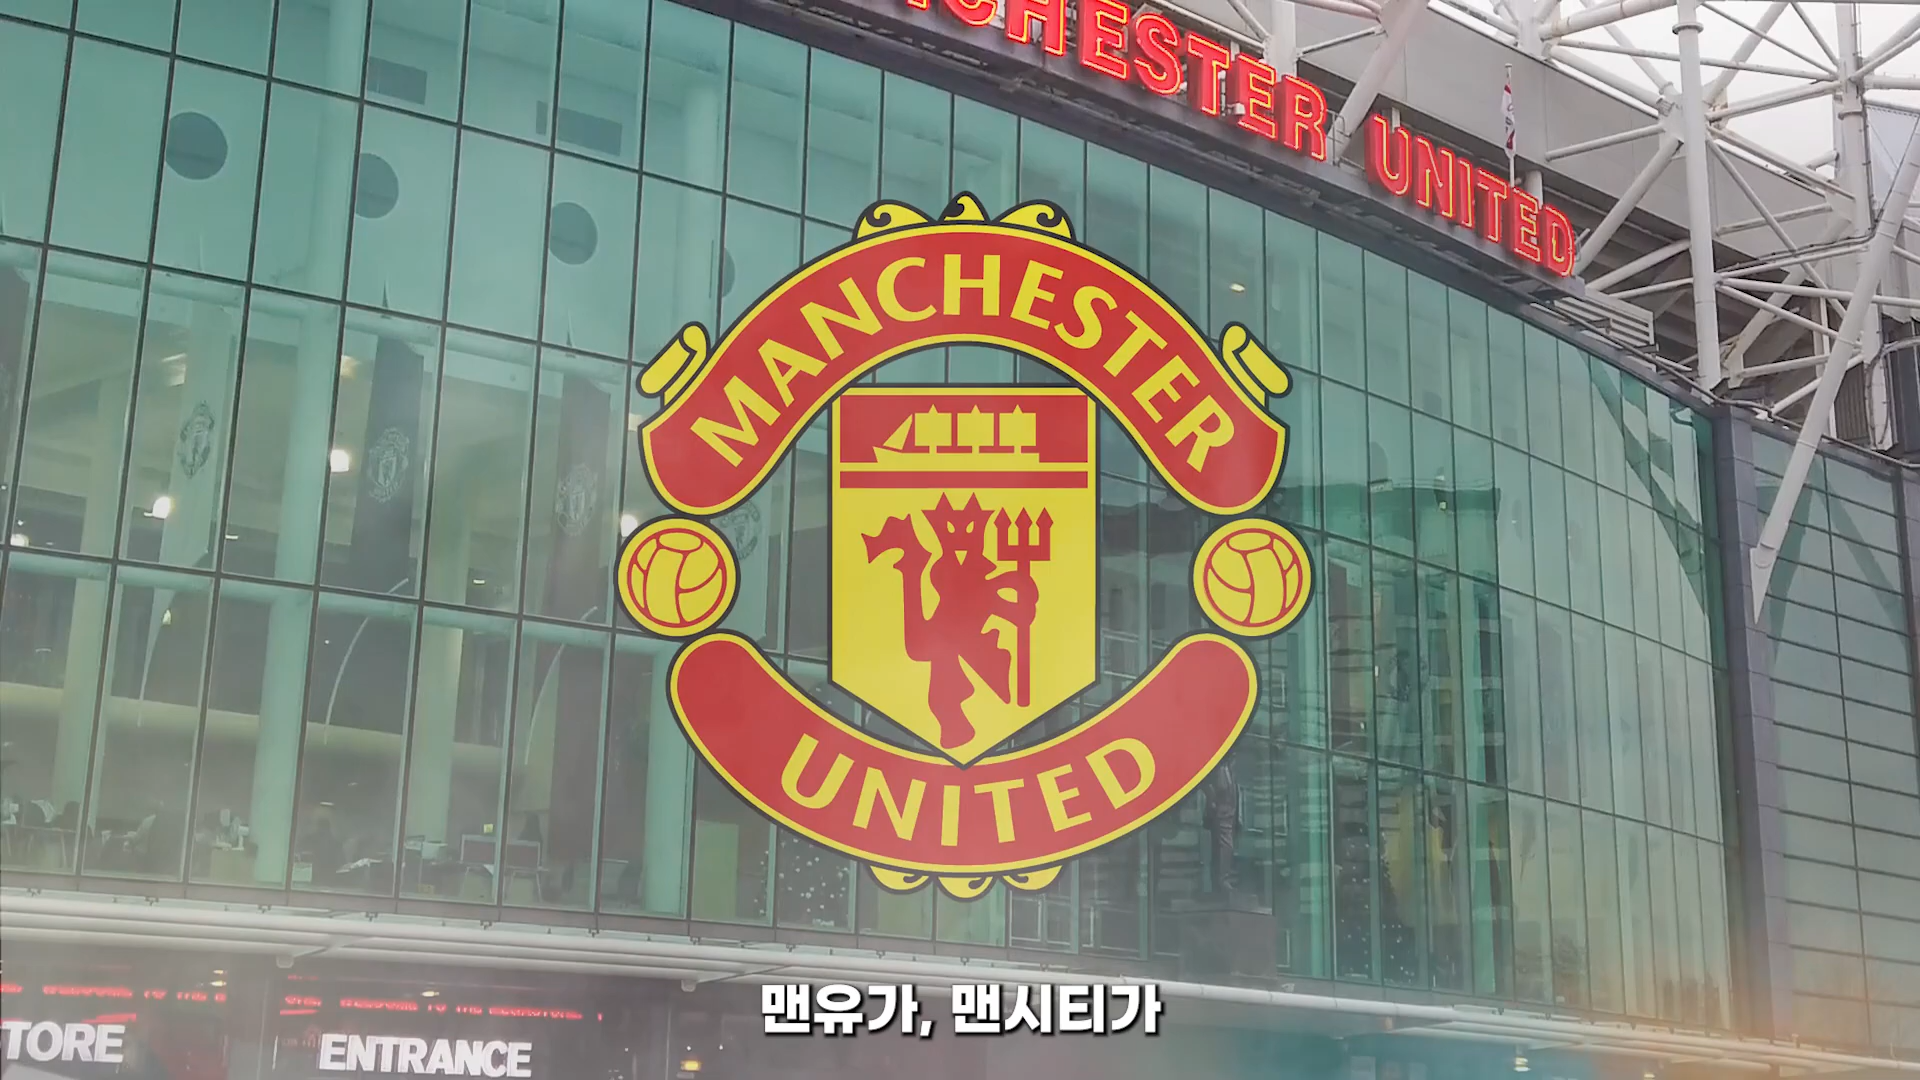 CHESTER UNITED
MANCHESTER
UNITED
맨유가, 맨시티가
TORE
ENTRANCE